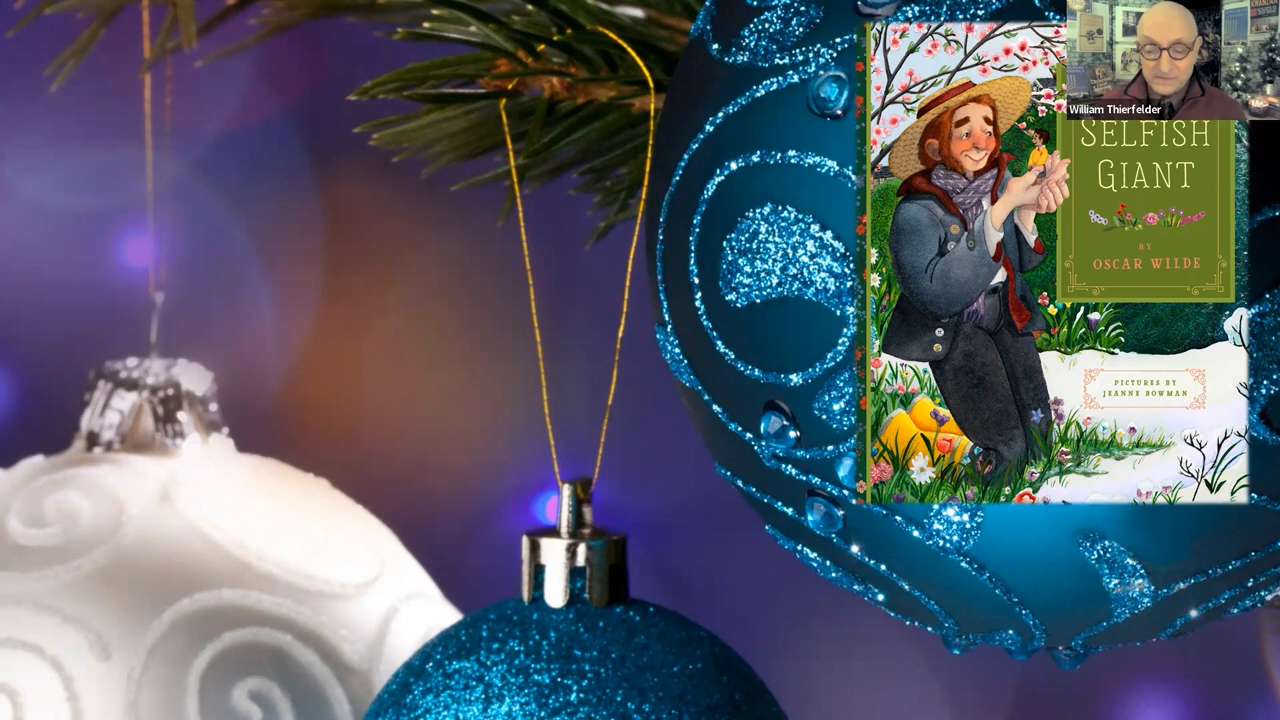 William Thierfelder
SELFISH
GIANT
BY
OSCAR WILDE
PICTURES BY
JEANNE BOWMAN